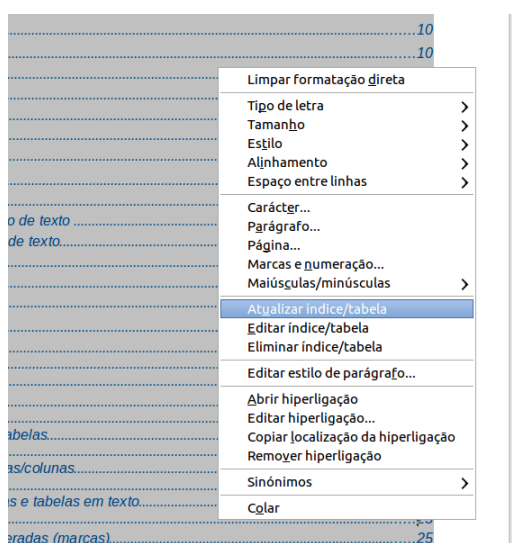 10
10
Limpar formatação direta
Tipo de letra
Tamanho
Estilo
Alinhamento
Espaço entre linhas
Carácter...
Parágrafo...
Página...
Marcas e numeração...
Maiúsculas/minúsculas
Atualizar índice/tabela
Editar índice/tabela
Eliminar índice/tabela
Editar estilo de parágrafo...
Abrir hiperligação
Editar hiperligação...
Copiar localização da hiperligação
Remover hiperligação
Sinónimos
Colar
o de texto
de texto
abelas
as/colunas
s e tabelas em texto
eradas (marcas)
25